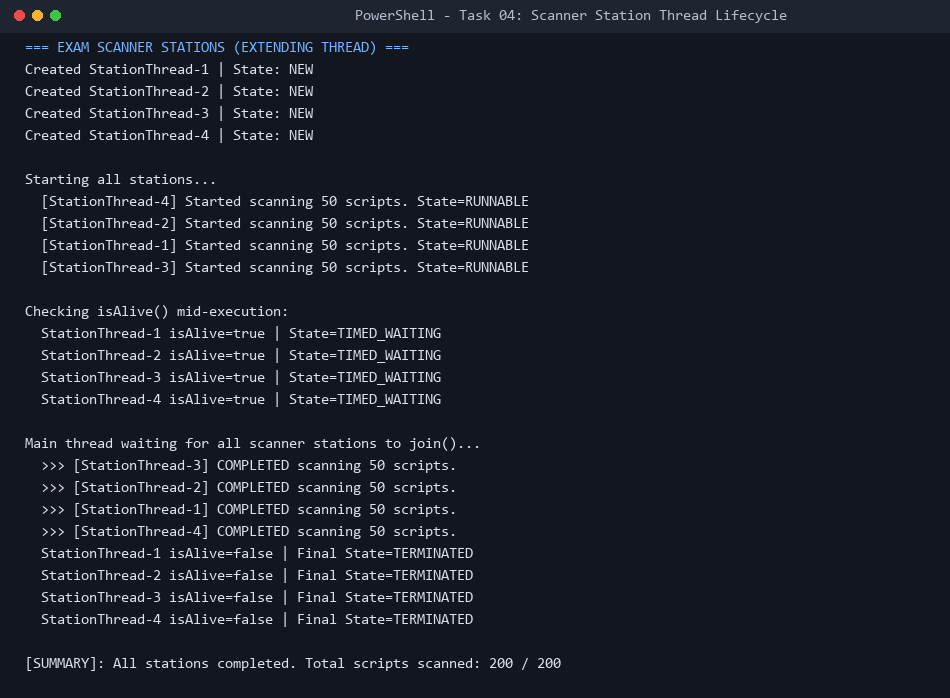 PowerShell - Task 04: Scanner Station Thread Lifecycle
=== EXAM SCANNER STATIONS (EXTENDING THREAD) ===
Created StationThread-1 | State: NEW
Created StationThread-2 | State: NEW
Created StationThread-3 | State: NEW
Created StationThread-4 | State: NEW
Starting all stations...
[StationThread-4] Started scanning 50 scripts. State=RUNNABLE
[StationThread-2] Started scanning 50 scripts. State=RUNNABLE
[StationThread-1] Started scanning 50 scripts. State=RUNNABLE
[StationThread-3] Started scanning 50 scripts. State=RUNNABLE
Checking isAlive() mid-execution:
StationThread-1 isAlive=true | State=TIMED_WAITING
StationThread-2 isAlive=true | State=TIMED_WAITING
StationThread-3 isAlive=true | State=TIMED_WAITING
StationThread-4 isAlive=true | State=TIMED_WAITING
Main thread waiting for all scanner stations to join()...
>>> [StationThread-3] COMPLETED scanning 50 scripts.
>>> [StationThread-2] COMPLETED scanning 50 scripts.
>>> [StationThread-1] COMPLETED scanning 50 scripts.
>>> [StationThread-4] COMPLETED scanning 50 scripts.
StationThread-1 isAlive=false | Final State=TERMINATED
StationThread-2 isAlive=false | Final State=TERMINATED
StationThread-3 isAlive=false | Final State=TERMINATED
StationThread-4 isAlive=false | Final State=TERMINATED
[SUMMARY]: All stations completed. Total scripts scanned: 200 / 200